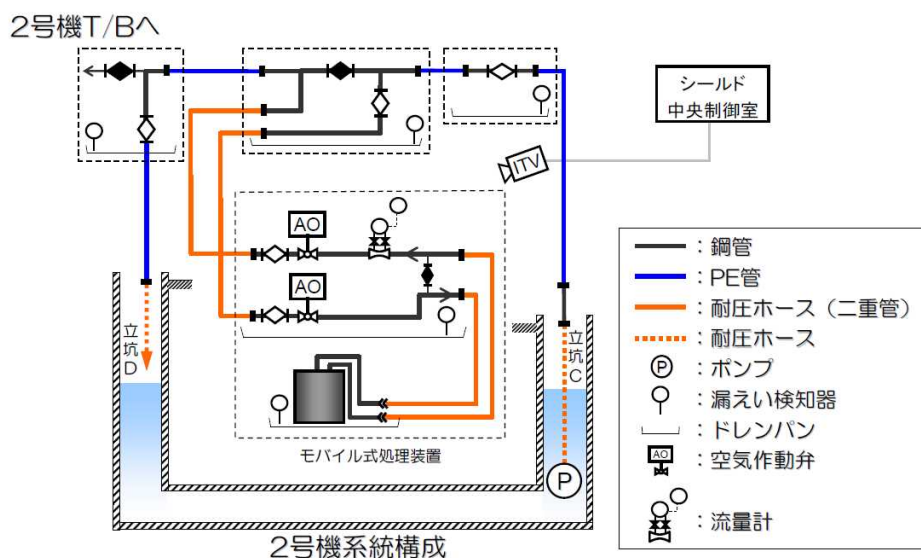 2号機T/Bへ
シールド
中央制御室
ITV
AO
AO
立坑D
立坑C
P
モバイル式処理装置
2号機系統構成
:鋼管
:PE管
:耐圧ホース(二重管)
:耐圧ホース
P :ポンプ
:漏えい検知器
:ドレンパン
AO :空気作動弁
:流量計